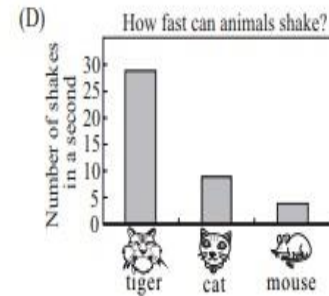 (D)
How fast can animals shake?
Number of shakes
in a second
30
25
20
15
10
5
0
tiger
cat
mouse